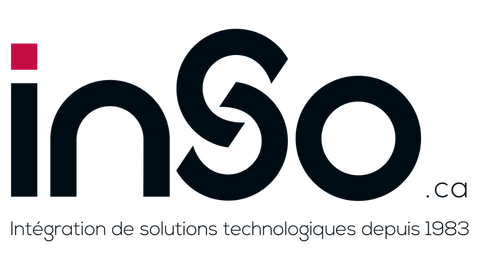 inSo
.ca
Intégration de solutions technologiques depuis 1983